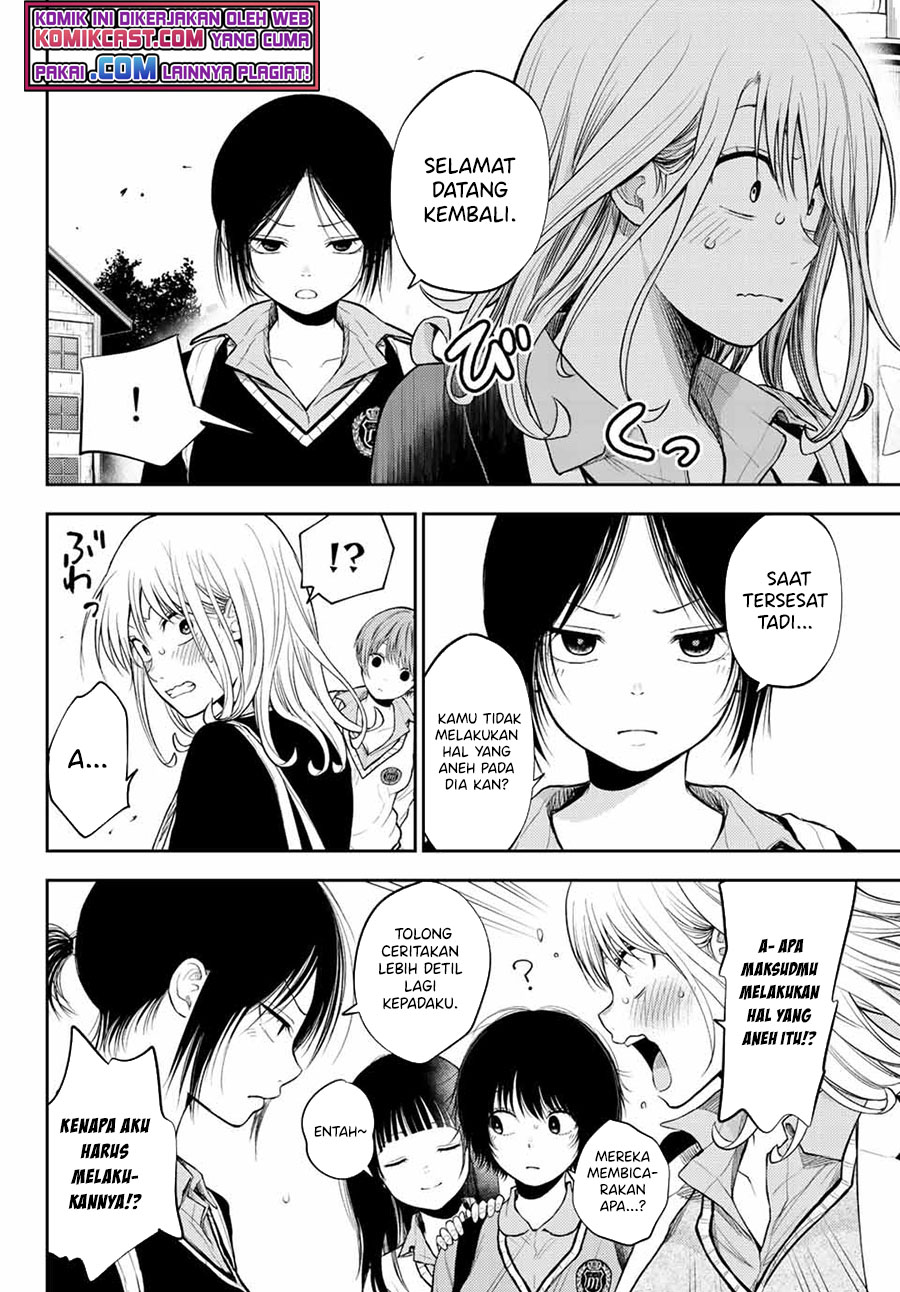 KOMIK INI DIKERJAKAN OLEH WEB
KOMIKCAST.COM YANG CUMA
PAKAI .COM LAINNYA PLAGIAT!
SELAMAT
DATANG
KEMBALI.
!
びくっ
SAAT
TERSESAT
TADI...
KAMU TIDAK
MELAKUKAN
HAL YANG
ANEH PADA
DIA KAN?
!?
ぶわっ
A...
A- APA
MAKSUDMU
MELAKUKAN
HAL YANG
ANEH ITU!?
TOLONG
CERITAKAN
LEBIH DETIL
LAGI
KEPADAKU.
?
ENTAH~
MEREKA
MEMBICA-
RAKAN
APA...?
KENAPA AKU
HARUS
MELAKU-
KANNYA!?